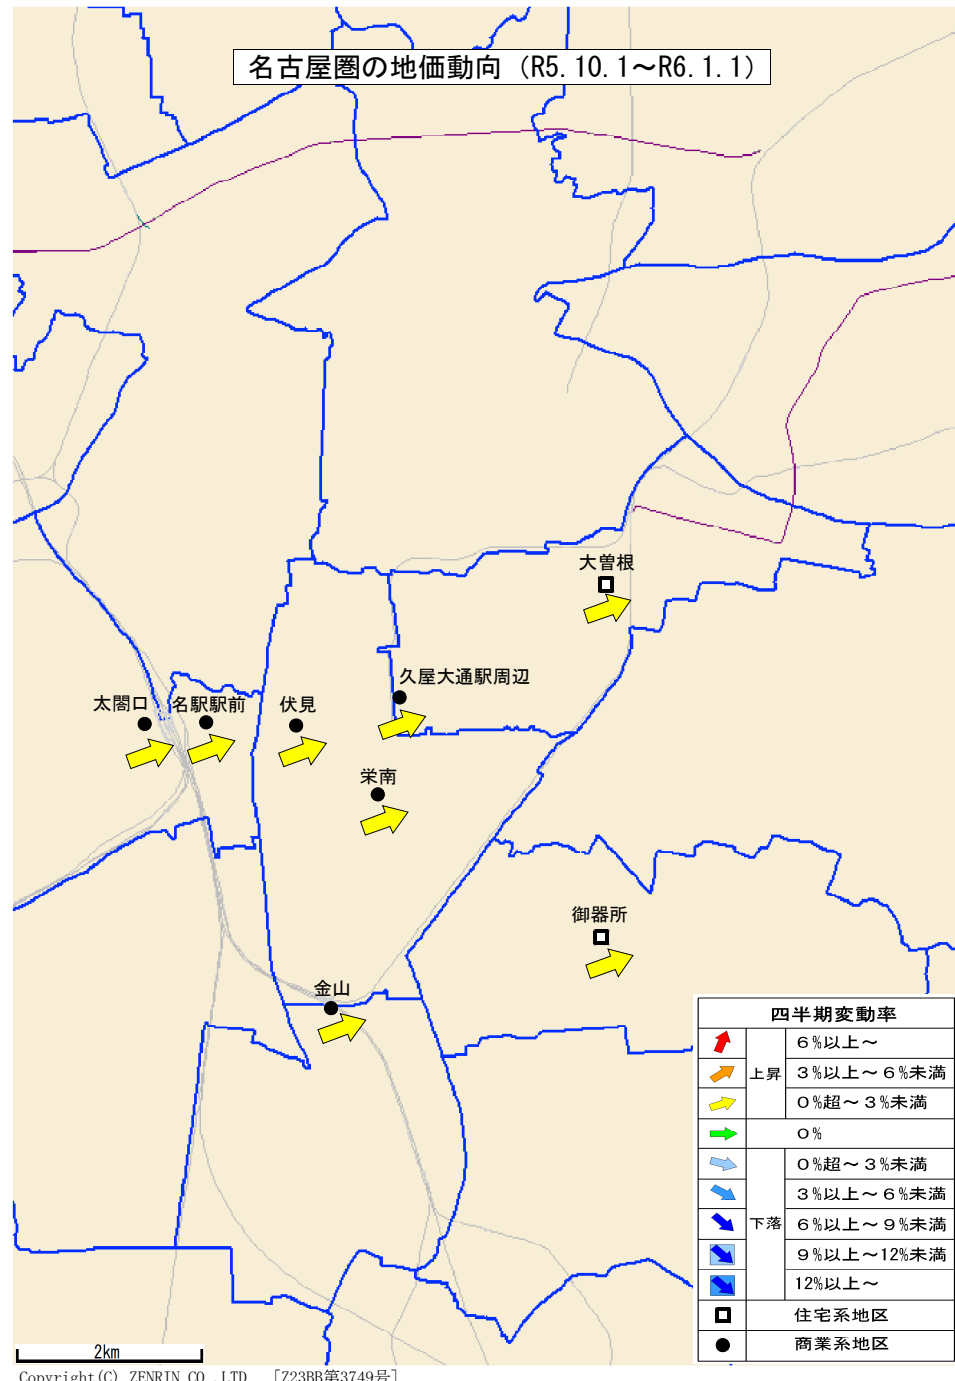 名古屋圏の地価動向（R5.10.1～R6.1.1）
大曽根
久屋大通駅周辺
太閤口
名駅駅前
伏見
栄南
御器所
金山
四半期変動率
上昇
6%以上～
3%以上～6%未満
0%超～3%未満
0%
下落
0%超～3%未満
3%以上～6%未満
6%以上～9%未満
9%以上～12%未満
12%以上～
住宅系地区
商業系地区
2km
Copyright(C) ZENRIN CO.,LTD. [Z23BB第3749号]